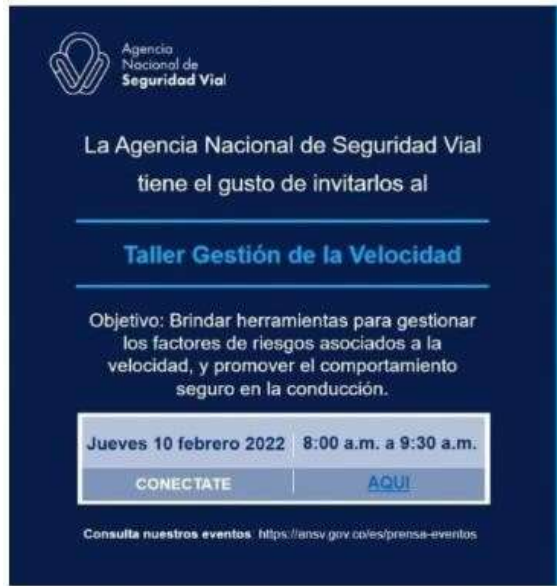 Agencia
Nacional de
Seguridad Vial
La Agencia Nacional de Seguridad Vial
tiene el gusto de invitarlos al
Taller Gestión de la Velocidad
Objetivo: Brindar herramientas para gestionar
los factores de riesgos asociados a la
velocidad, y promover el comportamiento
seguro en la conducción.
Jueves 10 febrero 2022 8:00 a.m. a 9:30 a.m.
CONECTATE AQUI
Consulta nuestros eventos: https://ansv.gov.co/es/prensa-eventos